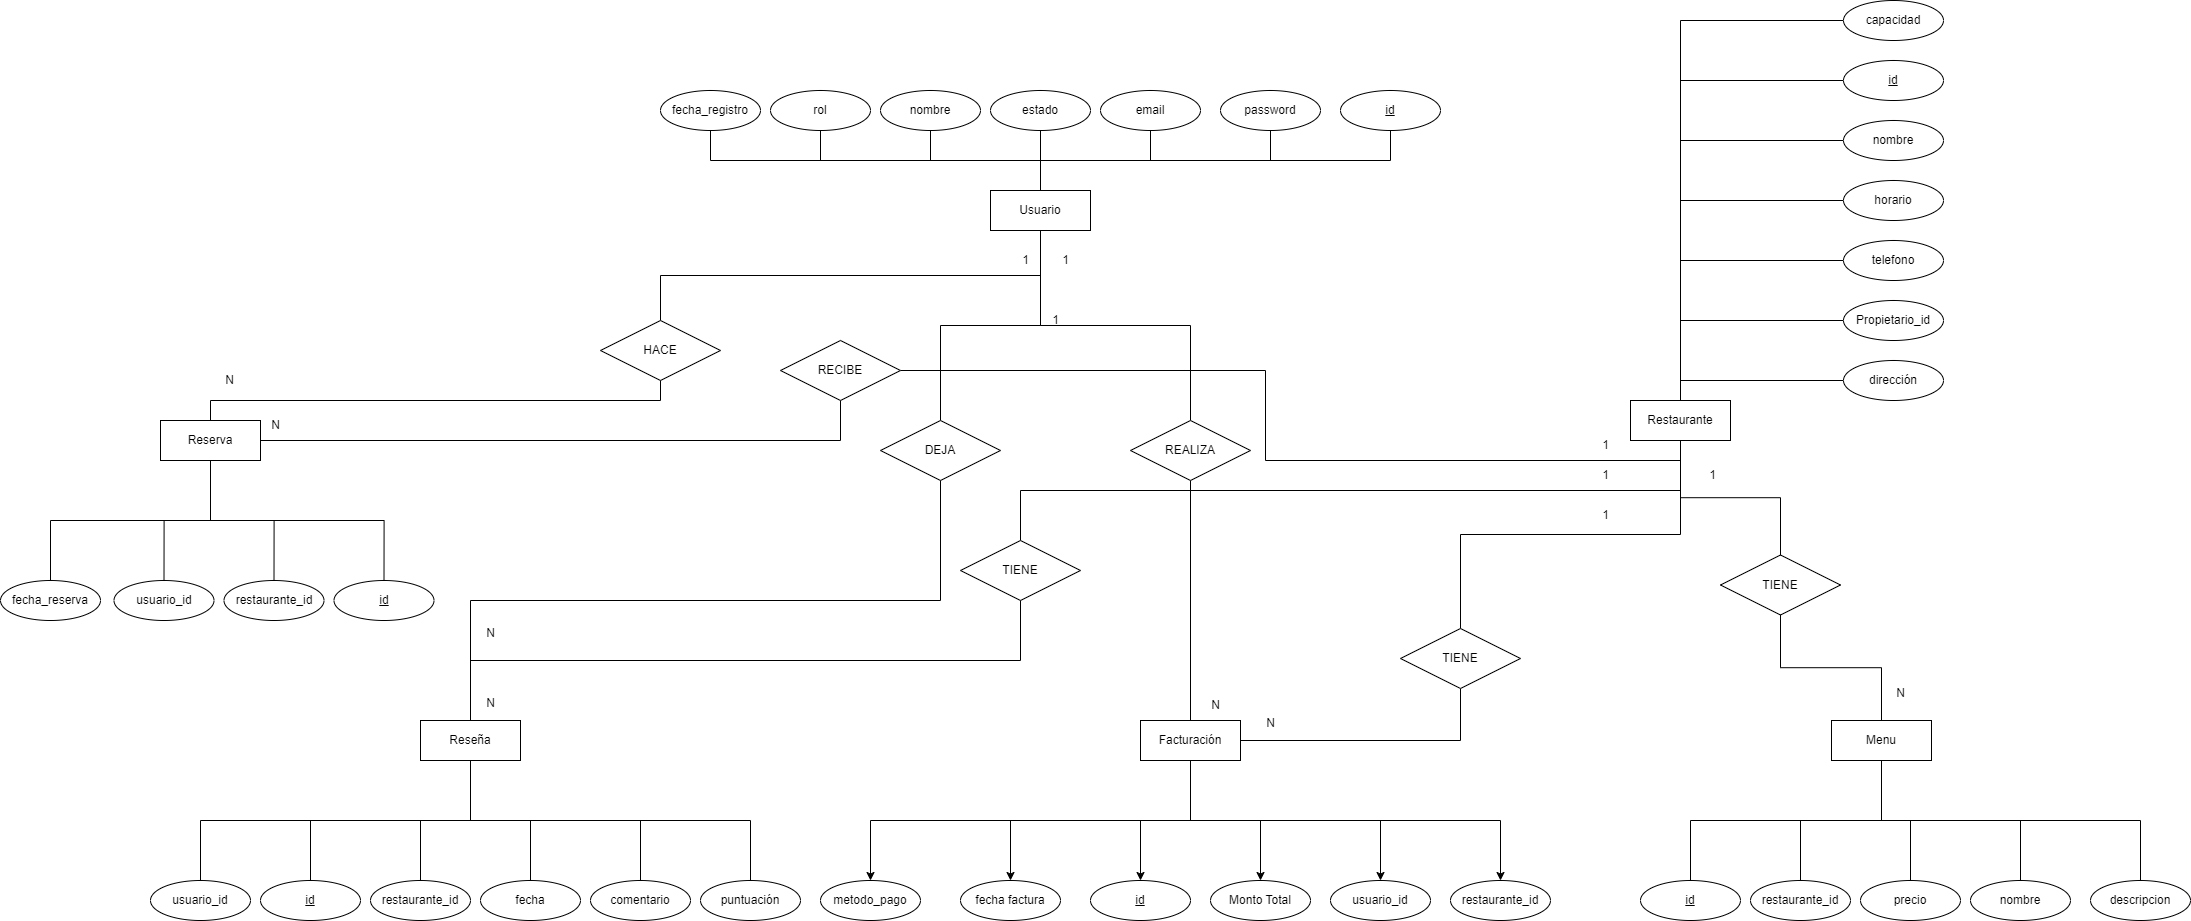 capacidad
id
fecha_registro
rol
nombre
estado
email
password
id
nombre
horario
Usuario
telefono
1
1
1
Propietario_id
HACE
RECIBE
N
dirección
N
Reserva
Restaurante
DEJA
REALIZA
1
1
1
1
TIENE
TIENE
fecha_reserva
usuario_id
restaurante_id
id
N
TIENE
N
N
N
N
Reseña
Facturación
Menu
usuario_id
id
restaurante_id
fecha
comentario
puntuación
metodo_pago
fecha factura
id
Monto Total
usuario_id
restaurante_id
id
restaurante_id
precio
nombre
descripcion